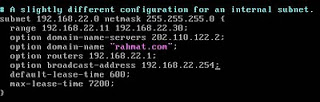 # A slightly different configuration for an internal subnet.
subnet 192.168.22.0 netmask 255.255.255.0 {
  range 192.168.22.11 192.168.22.30;
  option domain-name-servers 202.110.122.2;
  option domain-name "rahmat.com";
  option routers 192.168.22.1;
  option broadcast-address 192.168.22.254;
  default-lease-time 600;
  max-lease-time 7200;
}